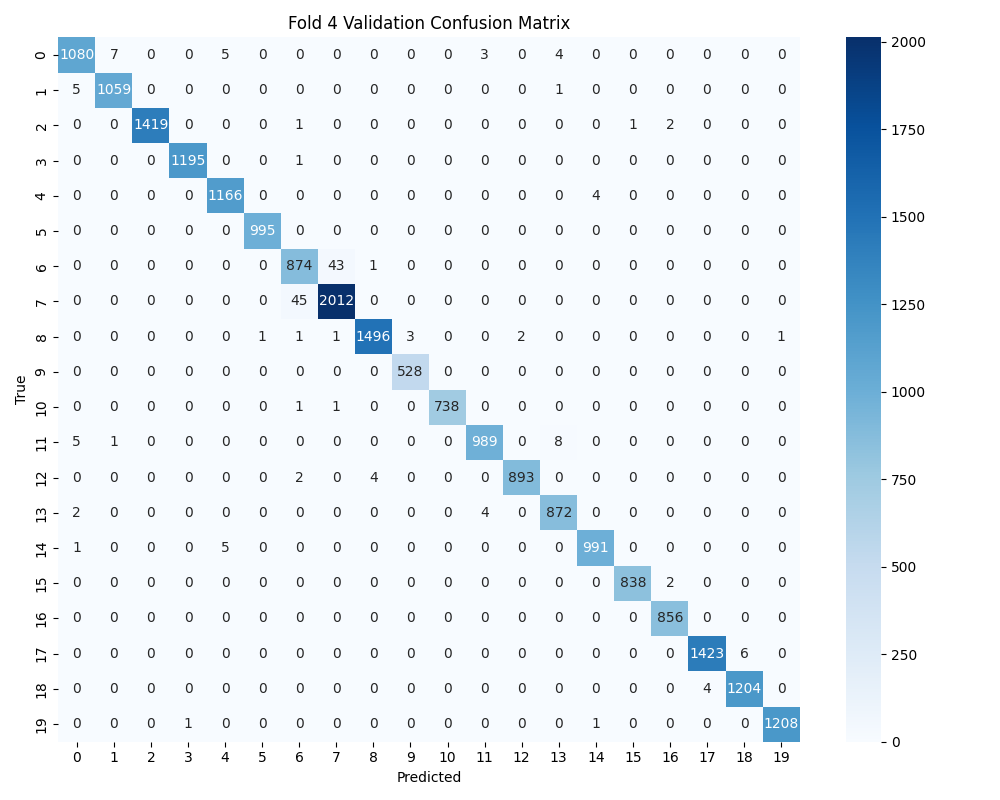 Fold 4 Validation Confusion Matrix
0 1080 7 0 0 5 0 0 0 0 0 0 3 0 4 0 0 0 0 0 0
1 5 1059 0 0 0 0 0 0 0 0 0 0 0 1 0 0 0 0 0 0
2 0 0 1419 0 0 0 1 0 0 0 0 0 0 0 0 1 2 0 0 0
3 0 0 0 1195 0 0 1 0 0 0 0 0 0 0 0 0 0 0 0 0
4 0 0 0 0 1166 0 0 0 0 0 0 0 0 0 4 0 0 0 0 0
5 0 0 0 0 0 995 0 0 0 0 0 0 0 0 0 0 0 0 0 0
6 0 0 0 0 0 0 874 43 1 0 0 0 0 0 0 0 0 0 0 0
7 0 0 0 0 0 0 45 2012 0 0 0 0 0 0 0 0 0 0 0 0
8 0 0 0 0 0 1 1 1 1496 3 0 0 2 0 0 0 0 0 0 1
9 0 0 0 0 0 0 0 0 0 528 0 0 0 0 0 0 0 0 0 0
10 0 0 0 0 0 0 1 1 0 0 738 0 0 0 0 0 0 0 0 0
11 5 1 0 0 0 0 0 0 0 0 0 989 0 8 0 0 0 0 0 0
12 0 0 0 0 0 0 2 0 4 0 0 0 893 0 0 0 0 0 0 0
13 2 0 0 0 0 0 0 0 0 0 0 4 0 872 0 0 0 0 0 0
14 1 0 0 0 5 0 0 0 0 0 0 0 0 0 991 0 0 0 0 0
15 0 0 0 0 0 0 0 0 0 0 0 0 0 0 0 838 2 0 0 0
16 0 0 0 0 0 0 0 0 0 0 0 0 0 0 0 0 856 0 0 0
17 0 0 0 0 0 0 0 0 0 0 0 0 0 0 0 0 0 1423 6 0
18 0 0 0 0 0 0 0 0 0 0 0 0 0 0 0 0 0 4 1204 0
19 0 0 0 1 0 0 0 0 0 0 0 0 0 0 1 0 0 0 0 1208
0 1 2 3 4 5 6 7 8 9 10 11 12 13 14 15 16 17 18 19
Predicted
True
2000
1750
1500
1250
1000
750
500
250
0